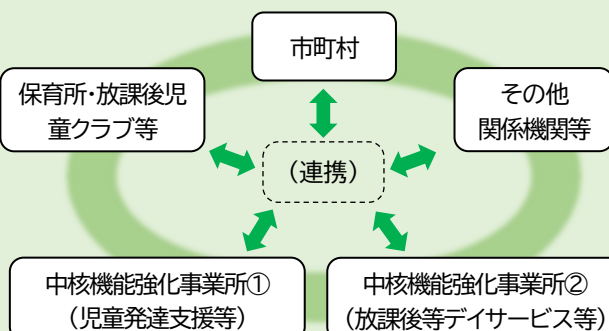 市町村
保育所・放課後児
童クラブ等
その他
関係機関等
（連携）
中核機能強化事業所①
（児童発達支援等）
中核機能強化事業所②
（放課後等デイサービス等）